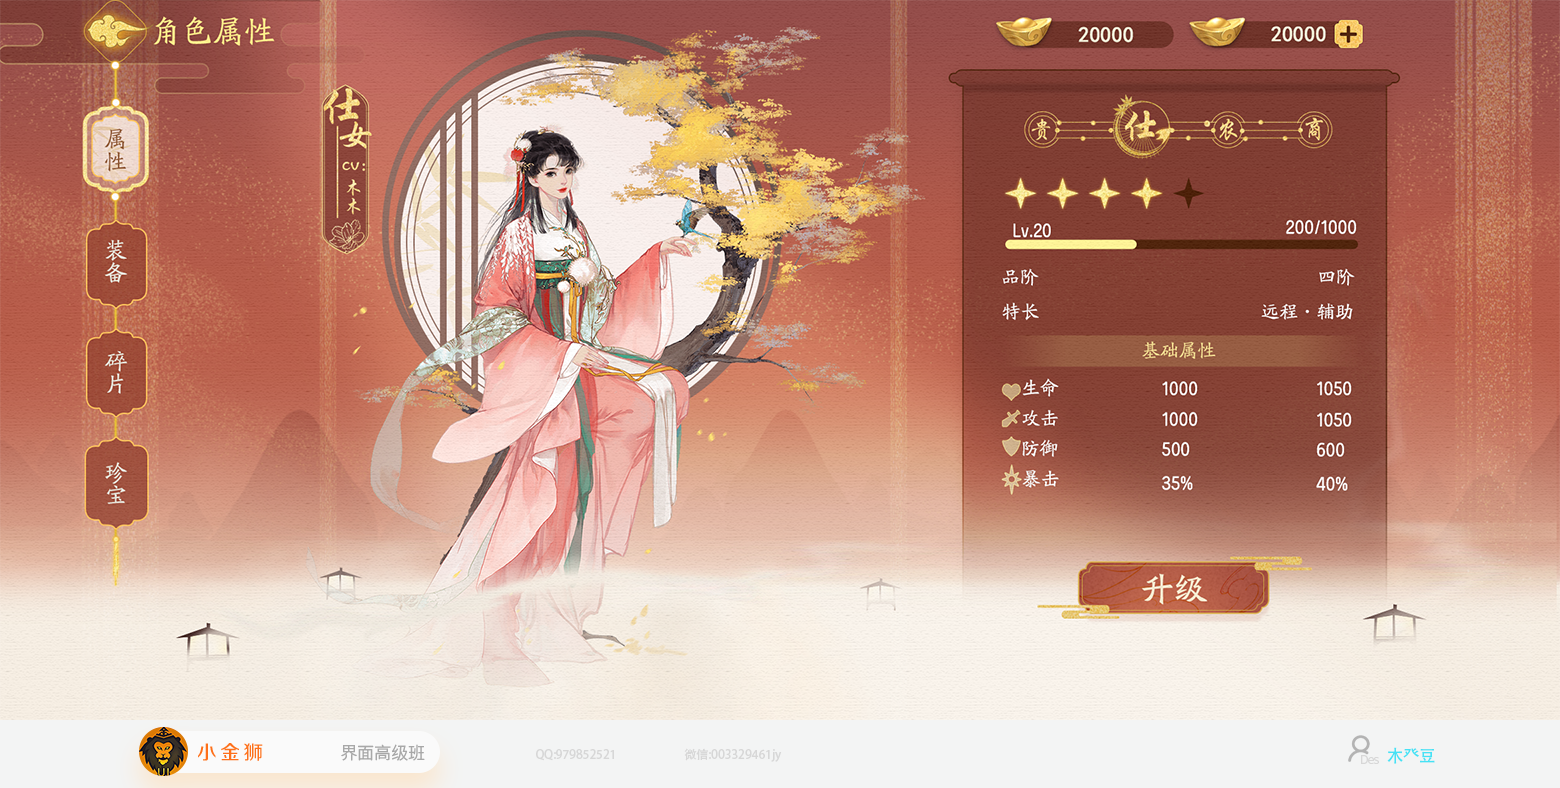 角色属性
20000
20000
属性
装备
碎片
珍宝
仕女
cv:木木
贵
仕
农
商
Lv.20
200/1000
品阶 四阶
特长 远程·辅助
基础属性
生命 1000 1050
攻击 1000 1050
防御 500 600
暴击 35% 40%
升级
小金狮
界面高级班
QQ:979852521
微信:003329461jy
Des